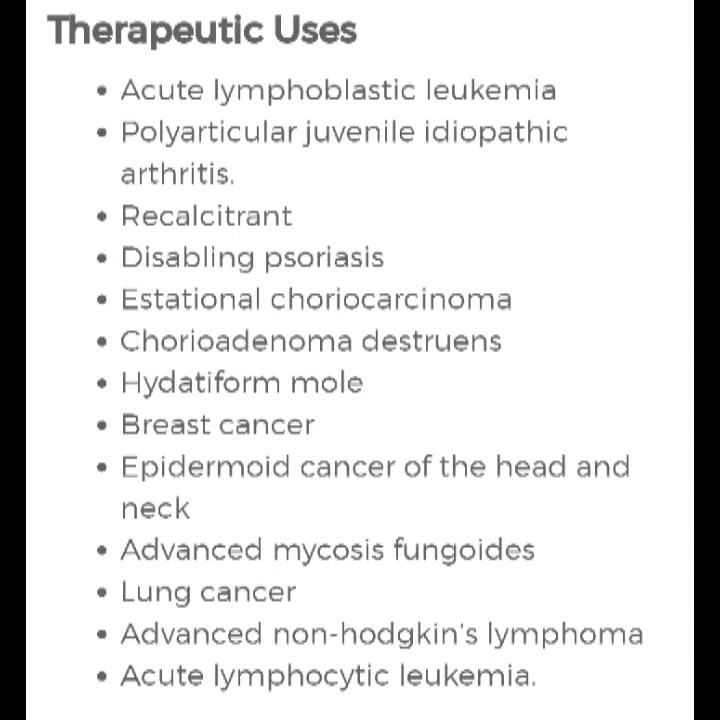 Therapeutic Uses
• Acute lymphoblastic leukemia
• Polyarticular juvenile idiopathic
arthritis.
• Recalcitrant
• Disabling psoriasis
• Estational choriocarcinoma
• Chorioadenoma destruens
• Hydatiform mole
• Breast cancer
• Epidermoid cancer of the head and
neck
• Advanced mycosis fungoides
• Lung cancer
• Advanced non-hodgkin's lymphoma
• Acute lymphocytic leukemia.